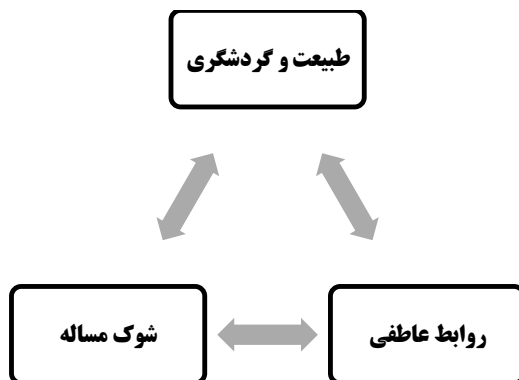 طبیعت و گردشگری
روابط عاطفی
شوک مساله